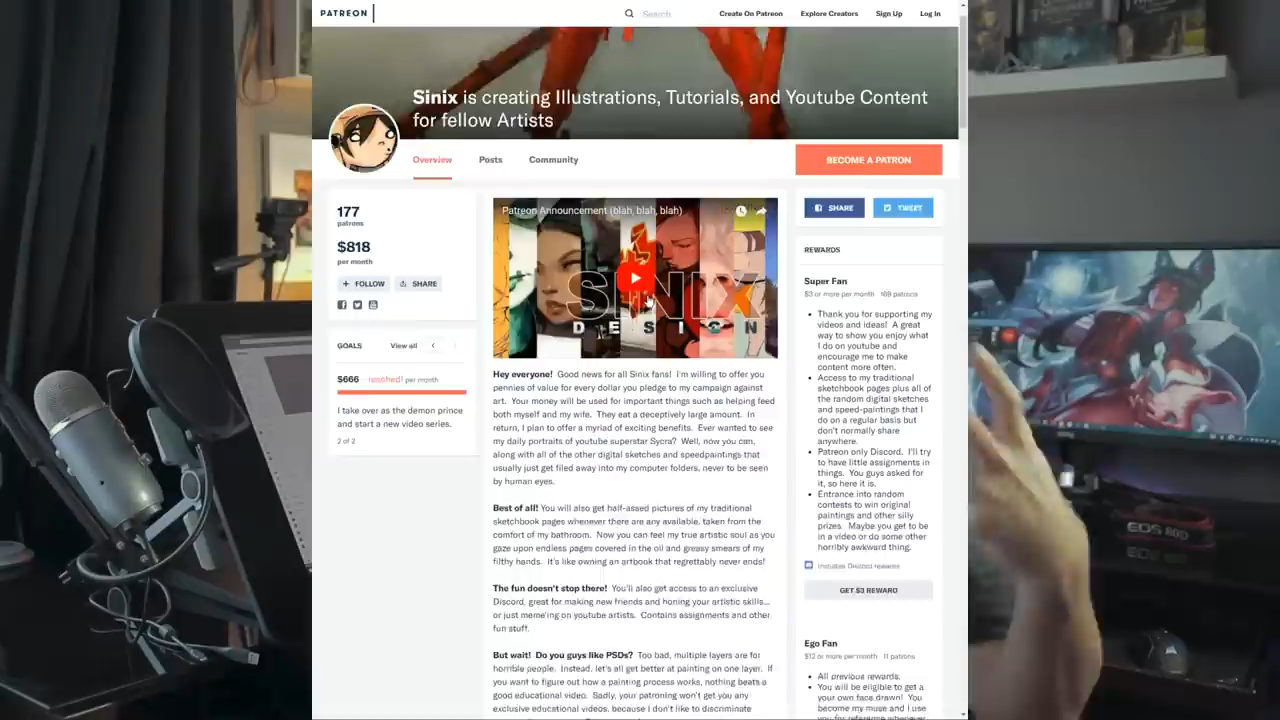 PATREON
Search
Create On Patreon
Explore Creators
Sign Up
Log In
Sinix is creating Illustrations, Tutorials, and Youtube Content
for fellow Artists
Overview
Posts
Community
BECOME A PATRON
177
patrons
$818
per month
FOLLOW
SHARE
GOALS
View all
$666 reached! per month
I take over as the demon prince
and start a new video series.
2 of 2
Patreon Announcement (blah, blah, blah)
SINIX
DESIGN
Hey everyone! Good news for all Sinix fans! I'm willing to offer you
pennies of value for every dollar you pledge to my campaign against
art. Your money will be used for important things such as helping feed
both myself and my wife. They eat a deceptively large amount. In
return, I plan to offer a myriad of exciting benefits. Ever wanted to see
my daily portraits of youtube superstar Sycra? Well, now you can,
along with all of the other digital sketches and speedpaintings that
usually just get filed away into my computer folders, never to be seen
by human eyes.
Best of all! You will also get half-assed pictures of my traditional
sketchbook pages whenever there are any available, taken from the
comfort of my bathroom. Now you can feel my true artistic soul as you
gaze upon endless pages covered in the oil and greasy smears of my
filthy hands. It's like owning an artbook that regrettably never ends!
The fun doesn't stop there! You'll also get access to an exclusive
Discord, great for making new friends and honing your artistic skills...
or just meme'ing on youtube artists. Contains assignments and other
fun stuff.
But wait! Do you guys like PSDs? Too bad, multiple layers are for
horrible people. Instead, let's all get better at painting on one layer. If
you want to figure out how a painting process works, nothing beats a
good educational video. Sadly, your patroning won't get you any
exclusive educational videos, because I don't like to discriminate
SHARE
TWEET
REWARDS
Super Fan
$3 or more per month 169 patrons
Thank you for supporting my
videos and ideas! A great
way to show you enjoy what
I do on youtube and
encourage me to make
content more often.
Access to my traditional
sketchbook pages plus all of
the random digital sketches
and speed-paintings that I
do on a regular basis but
don't normally share
anywhere.
Patreon only Discord. I'll try
to have little assignments in
things. You guys asked for
it, so here it is.
Entrance into random
contests to win original
paintings and other silly
prizes. Maybe you get to be
in a video or do some other
horribly awkward thing.
Includes Discord rewards
GET $3 REWARD
Ego Fan
$12 or more per month 11 patrons
All previous rewards.
You will be eligible to get a
your own face drawn! You
become my muse and I use
you for reference whenever
EOS 80D